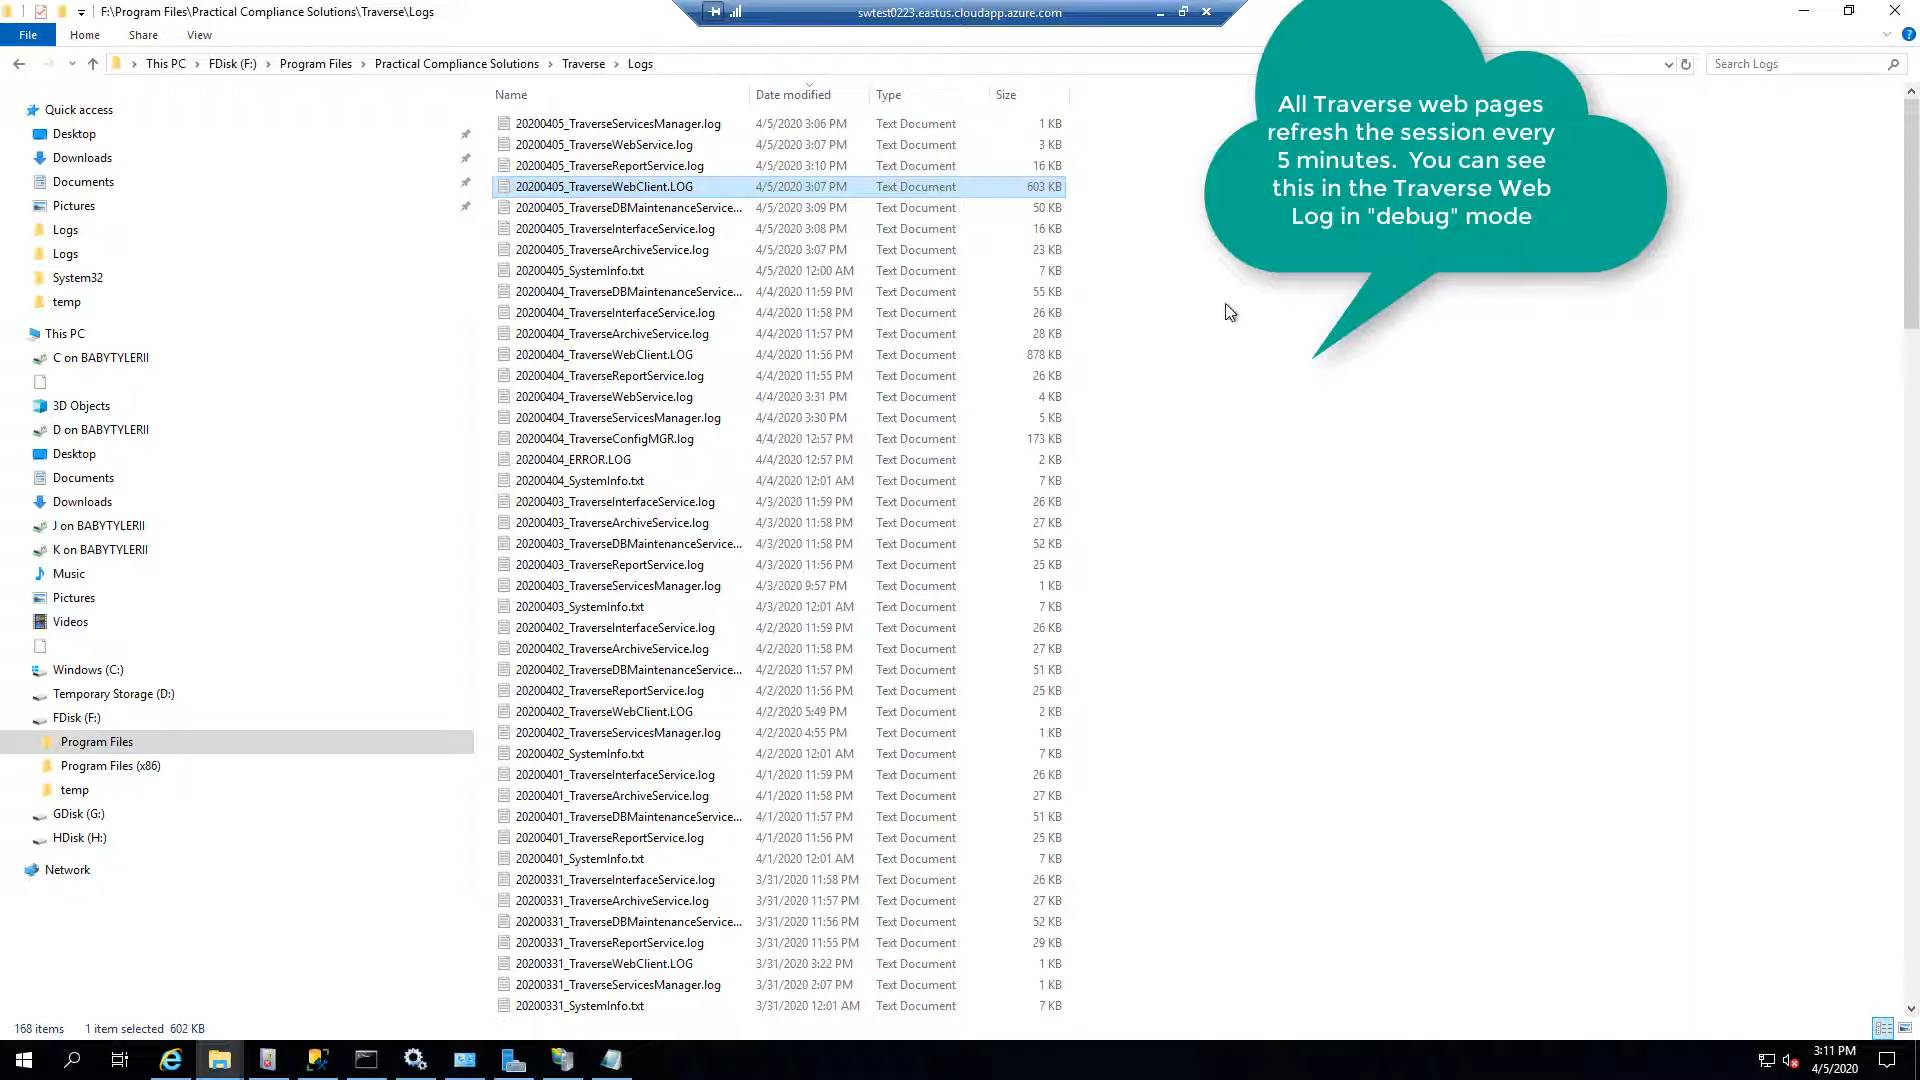 F:\Program Files\Practical Compliance Solutions\Traverse\Logs
swtest0223.eastus.cloudapp.azure.com
File Home Share View
This PC > FDisk (F:) > Program Files > Practical Compliance Solutions > Traverse > Logs
Search Logs
All Traverse web pages
refresh the session every
5 minutes. You can see
this in the Traverse Web
Log in "debug" mode
Quick access
Desktop
Downloads
Documents
Pictures
Logs
Logs
System32
temp
This PC
C on BABYTYLERII
3D Objects
D on BABYTYLERII
Desktop
Documents
Downloads
J on BABYTYLERII
K on BABYTYLERII
Music
Pictures
Videos
Windows (C:)
Temporary Storage (D:)
FDisk (F:)
Program Files
Program Files (x86)
temp
GDisk (G:)
HDisk (H:)
Network
Name Date modified Type Size
20200405_TraverseServicesManager.log 4/5/2020 3:06 PM Text Document 1 KB
20200405_TraverseWebService.log 4/5/2020 3:07 PM Text Document 3 KB
20200405_TraverseReportService.log 4/5/2020 3:10 PM Text Document 16 KB
20200405_TraverseWebClient.LOG 4/5/2020 3:07 PM Text Document 603 KB
20200405_TraverseDBMaintenanceService... 4/5/2020 3:09 PM Text Document 50 KB
20200405_TraverseInterfaceService.log 4/5/2020 3:08 PM Text Document 16 KB
20200405_TraverseArchiveService.log 4/5/2020 3:07 PM Text Document 23 KB
20200405_SystemInfo.txt 4/5/2020 12:00 AM Text Document 7 KB
20200404_TraverseDBMaintenanceService... 4/4/2020 11:59 PM Text Document 55 KB
20200404_TraverseInterfaceService.log 4/4/2020 11:58 PM Text Document 26 KB
20200404_TraverseArchiveService.log 4/4/2020 11:57 PM Text Document 28 KB
20200404_TraverseWebClient.LOG 4/4/2020 11:56 PM Text Document 878 KB
20200404_TraverseReportService.log 4/4/2020 11:55 PM Text Document 26 KB
20200404_TraverseWebService.log 4/4/2020 3:31 PM Text Document 4 KB
20200404_TraverseServicesManager.log 4/4/2020 3:30 PM Text Document 5 KB
20200404_TraverseConfigMGR.log 4/4/2020 12:57 PM Text Document 173 KB
20200404_ERROR.LOG 4/4/2020 12:57 PM Text Document 2 KB
20200404_SystemInfo.txt 4/4/2020 12:01 AM Text Document 7 KB
20200403_TraverseInterfaceService.log 4/3/2020 11:59 PM Text Document 26 KB
20200403_TraverseArchiveService.log 4/3/2020 11:58 PM Text Document 27 KB
20200403_TraverseDBMaintenanceService... 4/3/2020 11:58 PM Text Document 52 KB
20200403_TraverseReportService.log 4/3/2020 11:56 PM Text Document 25 KB
20200403_TraverseServicesManager.log 4/3/2020 9:57 PM Text Document 1 KB
20200403_SystemInfo.txt 4/3/2020 12:01 AM Text Document 7 KB
20200402_TraverseInterfaceService.log 4/2/2020 11:59 PM Text Document 26 KB
20200402_TraverseArchiveService.log 4/2/2020 11:58 PM Text Document 27 KB
20200402_TraverseDBMaintenanceService... 4/2/2020 11:57 PM Text Document 51 KB
20200402_TraverseReportService.log 4/2/2020 11:56 PM Text Document 25 KB
20200402_TraverseWebClient.LOG 4/2/2020 5:49 PM Text Document 2 KB
20200402_TraverseServicesManager.log 4/2/2020 4:55 PM Text Document 1 KB
20200402_SystemInfo.txt 4/2/2020 12:01 AM Text Document 7 KB
20200401_TraverseInterfaceService.log 4/1/2020 11:59 PM Text Document 26 KB
20200401_TraverseArchiveService.log 4/1/2020 11:58 PM Text Document 27 KB
20200401_TraverseDBMaintenanceService... 4/1/2020 11:57 PM Text Document 51 KB
20200401_TraverseReportService.log 4/1/2020 11:56 PM Text Document 25 KB
20200401_SystemInfo.txt 4/1/2020 12:01 AM Text Document 7 KB
20200331_TraverseInterfaceService.log 3/31/2020 11:58 PM Text Document 26 KB
20200331_TraverseArchiveService.log 3/31/2020 11:57 PM Text Document 27 KB
20200331_TraverseDBMaintenanceService... 3/31/2020 11:56 PM Text Document 52 KB
20200331_TraverseReportService.log 3/31/2020 11:55 PM Text Document 29 KB
20200331_TraverseWebClient.LOG 3/31/2020 3:22 PM Text Document 1 KB
20200331_TraverseServicesManager.log 3/31/2020 2:07 PM Text Document 1 KB
20200331_SystemInfo.txt 3/31/2020 12:01 AM Text Document 7 KB
168 items 1 item selected 602 KB
3:11 PM
4/5/2020